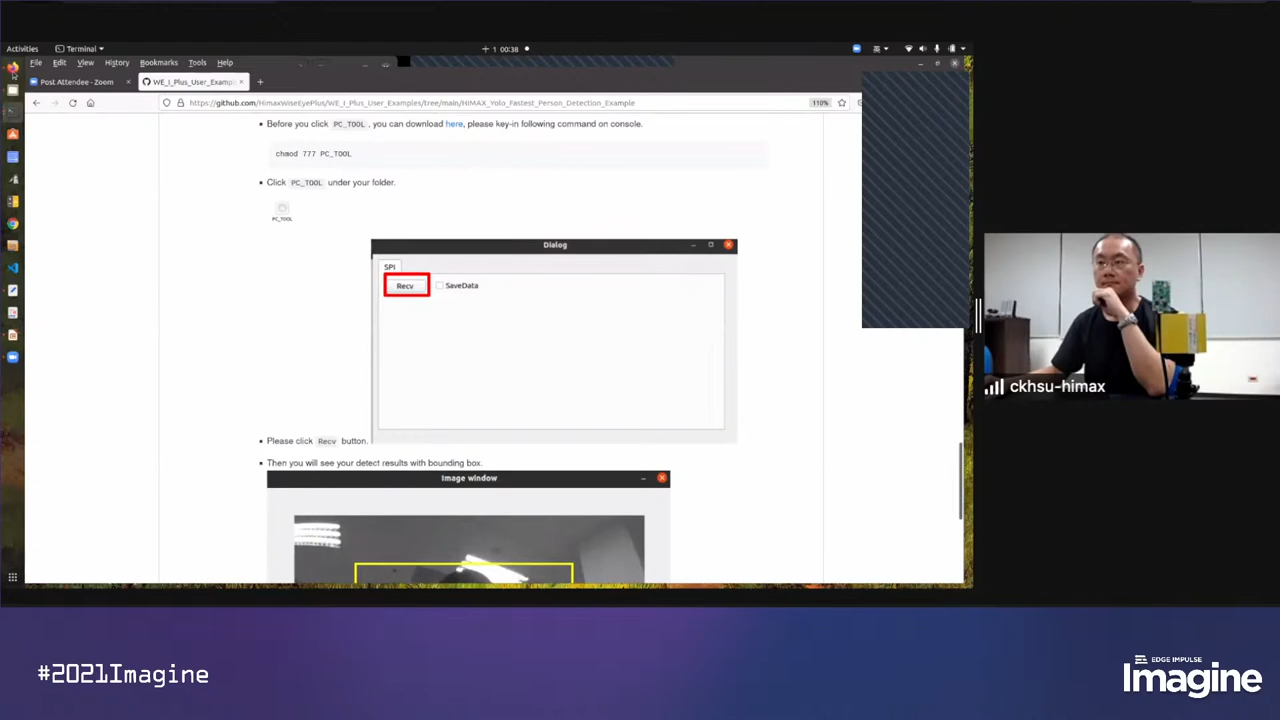 Activities
Terminal
1 00:38
英
File Edit View History Bookmarks Tools Help
Post Attendee - Zoom
WE_I_Plus_User_Exampl
https://github.com/HimaxWiseEyePlus/WE_I_Plus_User_Examples/tree/main/HIMAX_Yolo_Fastest_Person_Detection_Example
110%
Before you click PC_TOOL , you can download here, please key-in following command on console.
chmod 777 PC_TOOL
Click PC_TOOL under your folder.
PC_TOOL
Dialog
SPI
Recv
SaveData
Please click Recv button.
Then you will see your detect results with bounding box.
Image window
ckhsu-himax
#2021Imagine
EDGE IMPULSE
Imagine